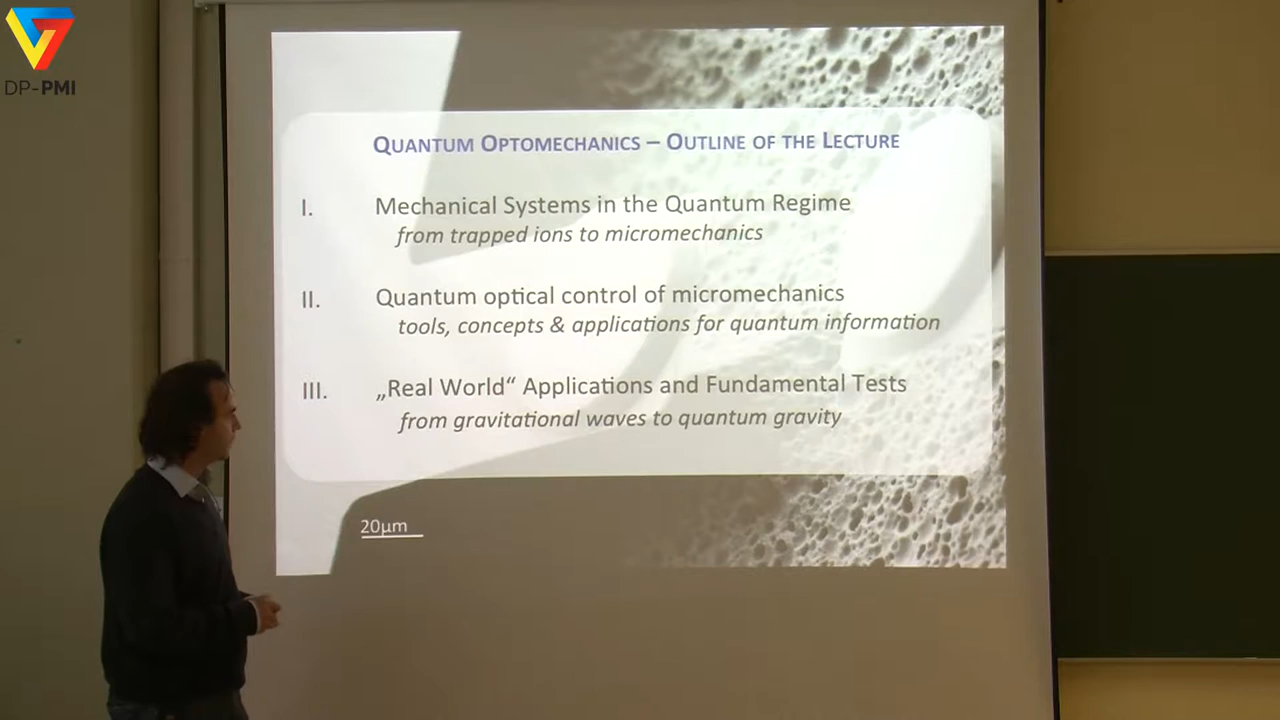 DP-PMI
QUANTUM OPTOMECHANICS – OUTLINE OF THE LECTURE
I. Mechanical Systems in the Quantum Regime
from trapped ions to micromechanics
II. Quantum optical control of micromechanics
tools, concepts & applications for quantum information
III. „Real World“ Applications and Fundamental Tests
from gravitational waves to quantum gravity
20µm